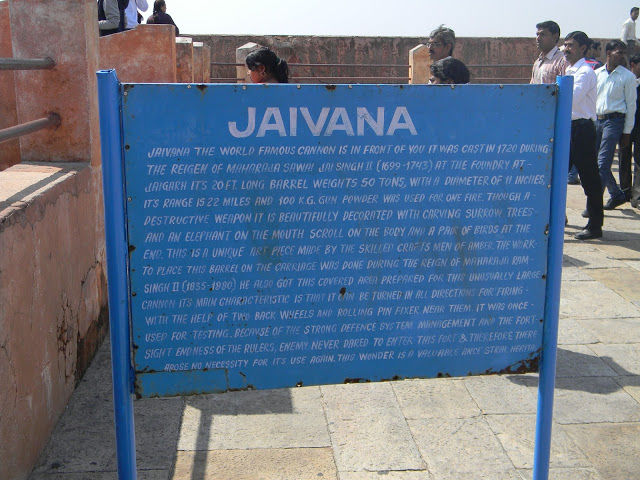 JAIVANA
JAIVANA THE WORLD FAMOUS CANNON IS IN FRONT OF YOU IT WAS CAST IN 1720 DURING
THE REIGEN OF MAHARAJA SAWAI JAI SINGH II (1699-1743) AT THE FOUNDRY AT-
JAIGARH IT'S 20 FT. LONG BARREL WEIGHTS 50 TONS, WITH A DIAMETER OF 11 INCHES,
IT'S RANGE IS 22 MILES AND 100 K.G. GUN POWDER WAS USED FOR ONE FIRE. THOUGH A-
DESTRUCTIVE WEAPON IT IS BEAUTIFULLY DECORATED WITH CARVING SURROW TREES-
AND AN ELEPHANT ON THE MOUTH SCROLL ON THE BODY AND A PAIR OF BIRDS AT THE
END. THIS IS A UNIQUE ART PIECE MADE BY THE SKILLED CRAFTS MEN OF AMBER. THE WORK-
TO PLACE THIS BARREL ON THE CARRIAGE WAS DONE DURING THE REIGN OF MAHARAJA RAM-
SINGH II (1835-1880) HE ALSO GOT THIS COVERED AREA PREPARED FOR THIS UNUSUALLY LARGE
CANNON ITS MAIN CHARACTERISTIC IS THAT IT CAN BE TURNED IN ALL DIRECTIONS FOR FIRING-
WITH THE HELP OF TWO BACK WHEELS AND ROLLING PIN FIXER NEAR THEM. IT WAS ONCE-
USED FOR TESTING. BECAUSE OF THE STRONG DEFENCE SYSTEM MANAGEMENT AND THE FORT-
SIGHT ENDNESS OF THE RULERS, ENEMY NEVER DARED TO ENTER THIS FORT & THEREFORE THERE
AROSE NO NECESSITY FOR IT'S USE AGAIN. THIS WONDER IS A VALUABLE